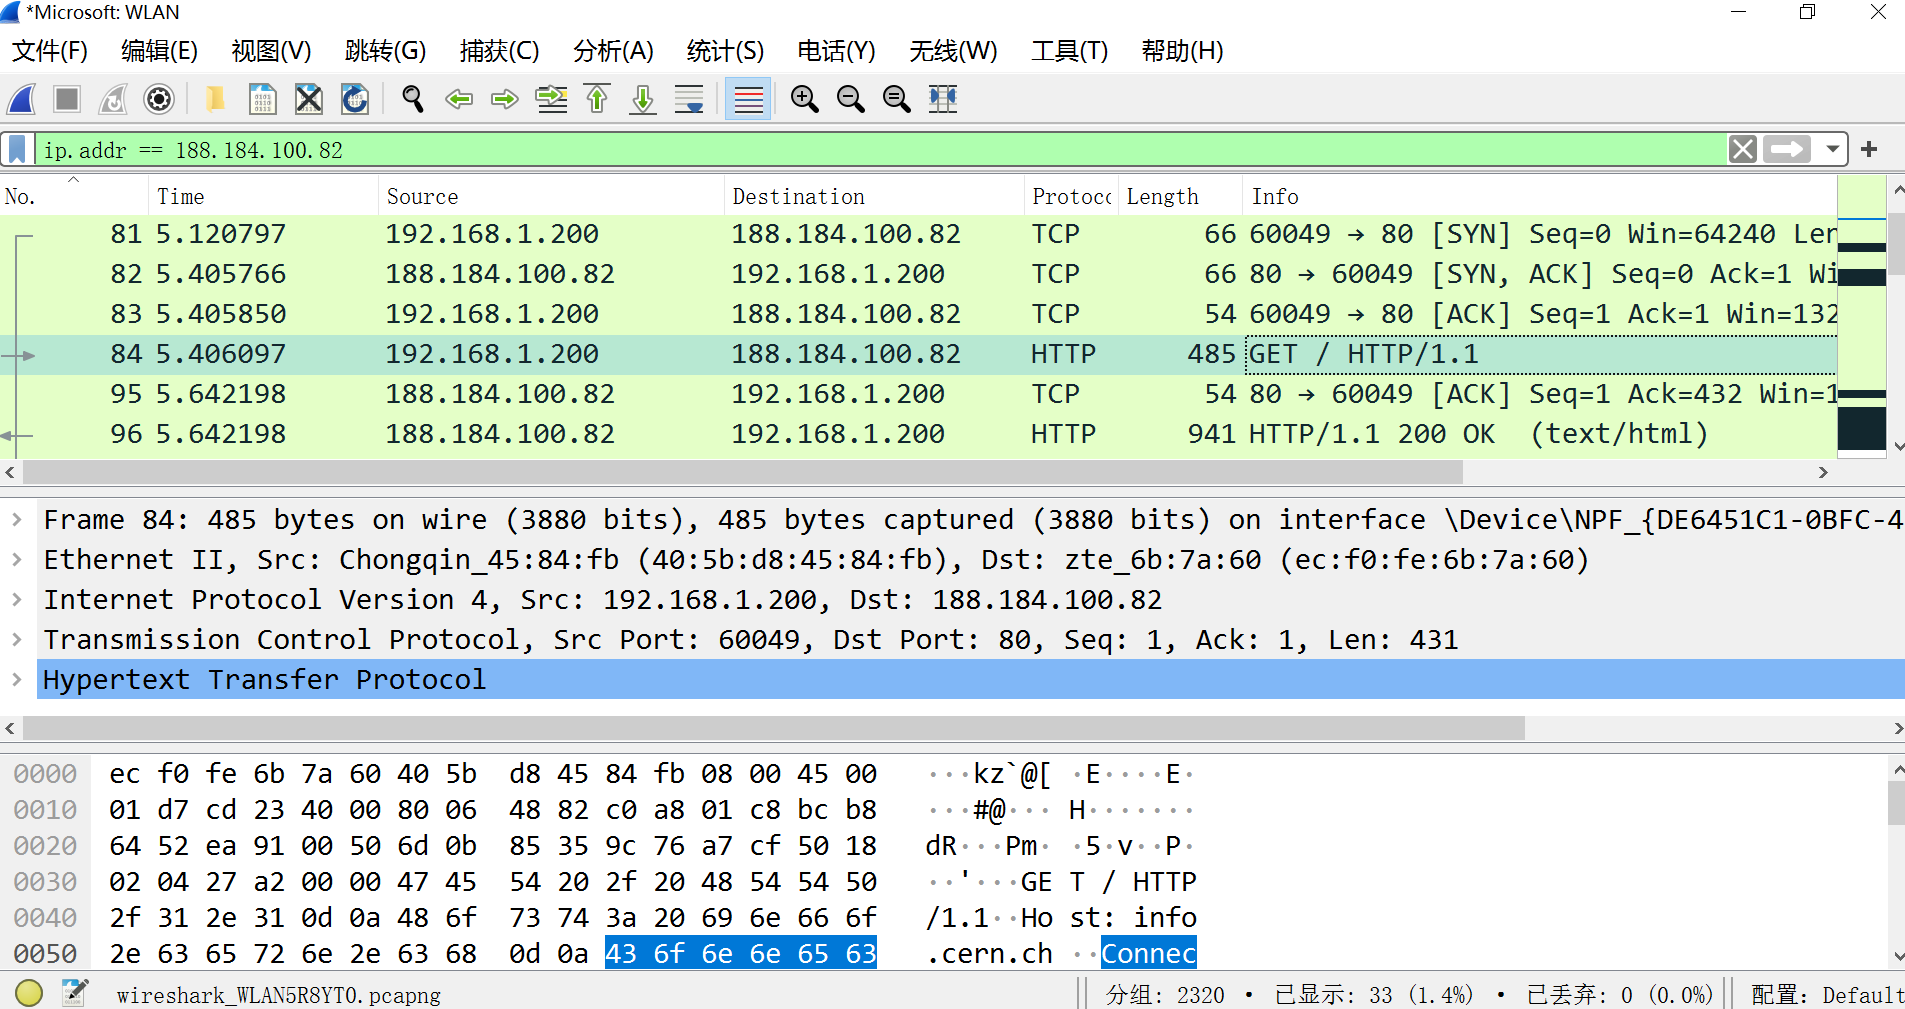 *Microsoft: WLAN
文件(F) 编辑(E) 视图(V) 跳转(G) 捕获(C) 分析(A) 统计(S) 电话(Y) 无线(W) 工具(T) 帮助(H)
ip.addr == 188.184.100.82
No. Time Source Destination Protoco Length Info
81 5.120797 192.168.1.200 188.184.100.82 TCP 66 60049 → 80 [SYN] Seq=0 Win=64240 Len
82 5.405766 188.184.100.82 192.168.1.200 TCP 66 80 → 60049 [SYN, ACK] Seq=0 Ack=1 Wi
83 5.405850 192.168.1.200 188.184.100.82 TCP 54 60049 → 80 [ACK] Seq=1 Ack=1 Win=132
84 5.406097 192.168.1.200 188.184.100.82 HTTP 485 GET / HTTP/1.1
95 5.642198 188.184.100.82 192.168.1.200 TCP 54 80 → 60049 [ACK] Seq=1 Ack=432 Win=1
96 5.642198 188.184.100.82 192.168.1.200 HTTP 941 HTTP/1.1 200 OK (text/html)
Frame 84: 485 bytes on wire (3880 bits), 485 bytes captured (3880 bits) on interface \Device\NPF_{DE6451C1-0BFC-4
Ethernet II, Src: Chongqin_45:84:fb (40:5b:d8:45:84:fb), Dst: zte_6b:7a:60 (ec:f0:fe:6b:7a:60)
Internet Protocol Version 4, Src: 192.168.1.200, Dst: 188.184.100.82
Transmission Control Protocol, Src Port: 60049, Dst Port: 80, Seq: 1, Ack: 1, Len: 431
Hypertext Transfer Protocol
0000 ec f0 fe 6b 7a 60 40 5b d8 45 84 fb 08 00 45 00 ···kz`@[ ·E····E·
0010 01 d7 cd 23 40 00 80 06 48 82 c0 a8 01 c8 bc b8 ···#@··· H·······
0020 64 52 ea 91 00 50 6d 0b 85 35 9c 76 a7 cf 50 18 dR···Pm· ·5·v··P·
0030 02 04 27 a2 00 00 47 45 54 20 2f 20 48 54 54 50 ··'···GE T / HTTP
0040 2f 31 2e 31 0d 0a 48 6f 73 74 3a 20 69 6e 66 6f /1.1··Ho st: info
0050 2e 63 65 72 6e 2e 63 68 0d 0a 43 6f 6e 6e 65 63 .cern.ch ··Connec
wireshark_WLAN5R8YT0.pcapng 分组: 2320 · 已显示: 33 (1.4%) · 已丢弃: 0 (0.0%) 配置: Default